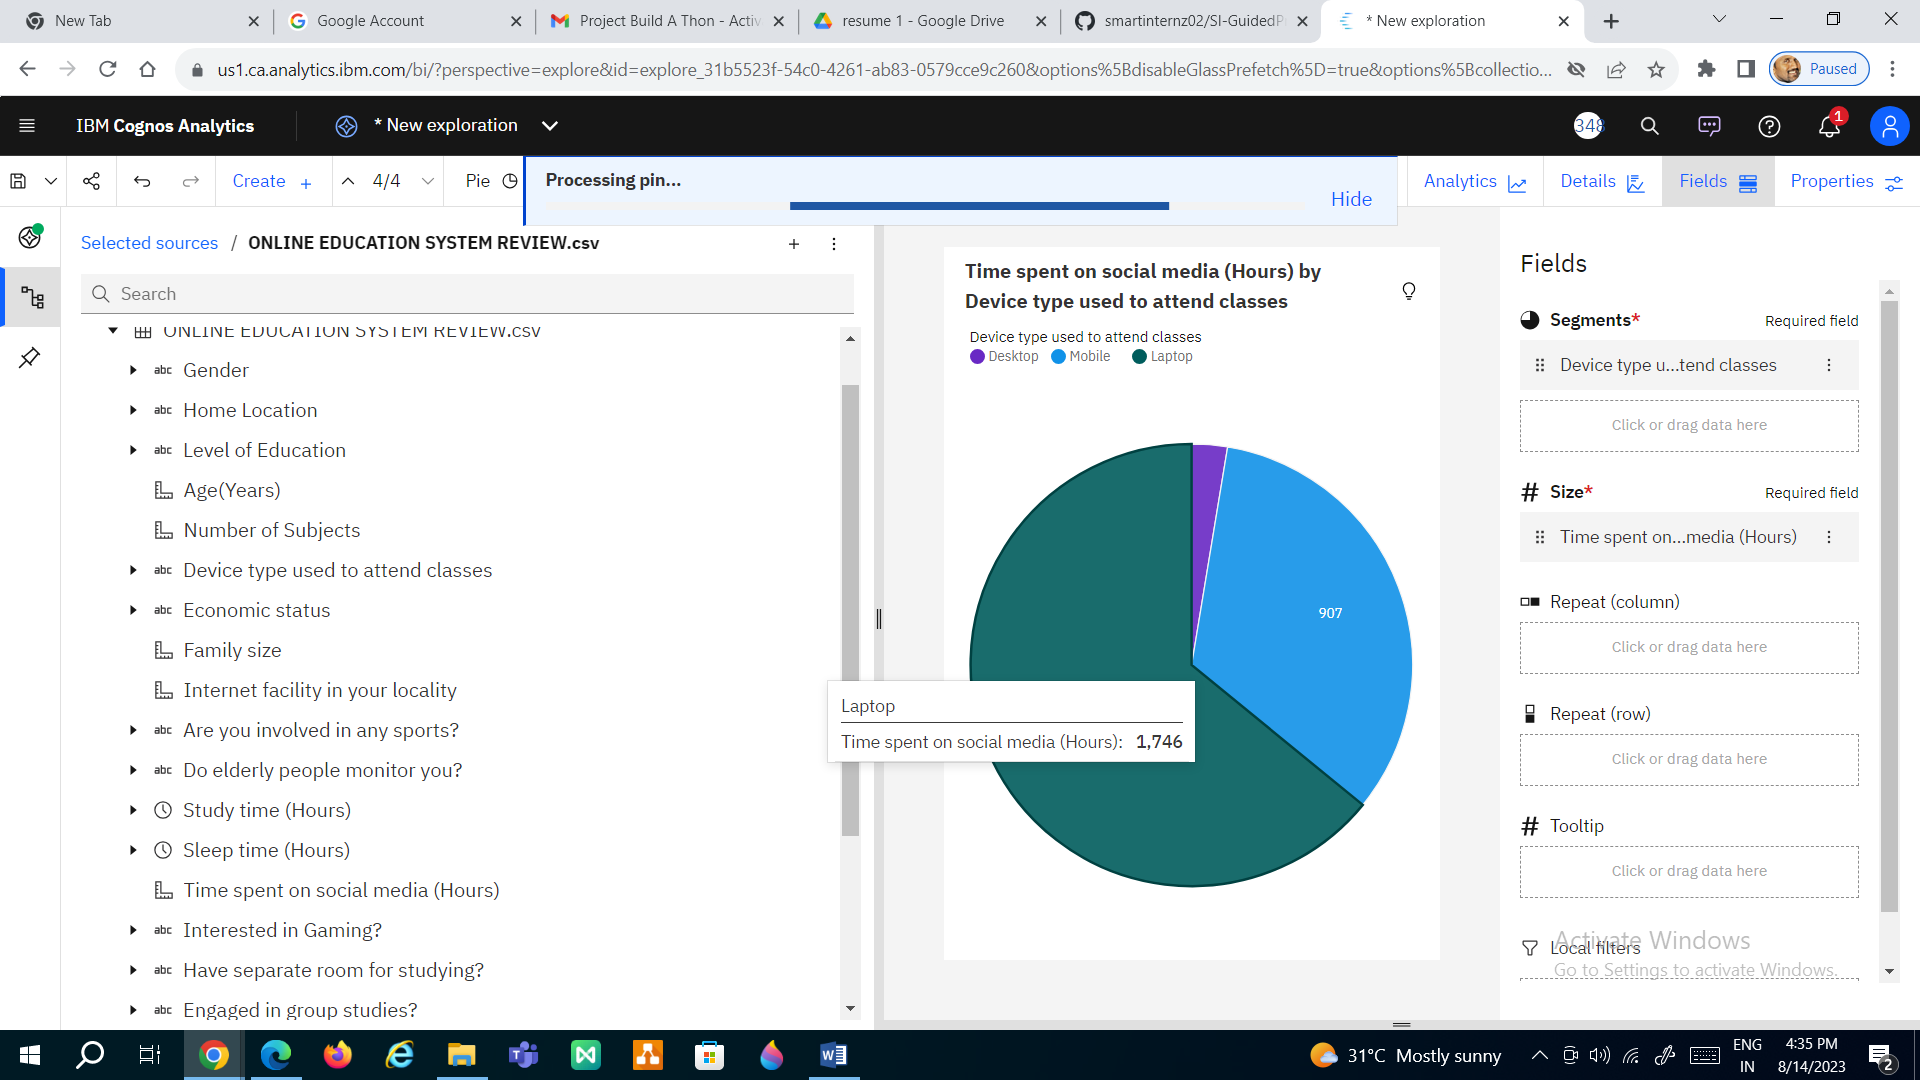 New Tab
Google Account
Project Build A Thon - Activ
resume 1 - Google Drive
smartinternz02/SI-GuidedP
* New exploration
us1.ca.analytics.ibm.com/bi/?perspective=explore&id=explore_31b5523f-54c0-4261-ab83-0579cce9c260&options%5BdisableGlassPrefetch%5D=true&options%5Bcollectio...
Paused
IBM Cognos Analytics
* New exploration
348
1
Create +
4/4
Pie
Processing pin...
Hide
Analytics
Details
Fields
Properties
Selected sources / ONLINE EDUCATION SYSTEM REVIEW.csv
Search
ONLINE EDUCATION SYSTEM REVIEW.csv
abc Gender
abc Home Location
abc Level of Education
Age(Years)
Number of Subjects
abc Device type used to attend classes
abc Economic status
Family size
Internet facility in your locality
abc Are you involved in any sports?
abc Do elderly people monitor you?
Study time (Hours)
Sleep time (Hours)
Time spent on social media (Hours)
abc Interested in Gaming?
abc Have separate room for studying?
abc Engaged in group studies?
Time spent on social media (Hours) by
Device type used to attend classes
Device type used to attend classes
Desktop Mobile Laptop
907
Laptop
Time spent on social media (Hours): 1,746
Fields
Segments* Required field
Device type u...tend classes
Click or drag data here
# Size* Required field
Time spent on...media (Hours)
Repeat (column)
Click or drag data here
Repeat (row)
Click or drag data here
# Tooltip
Click or drag data here
Local filters
Activate Windows
Go to Settings to activate Windows.
31°C Mostly sunny
ENG
IN
4:35 PM
8/14/2023
2